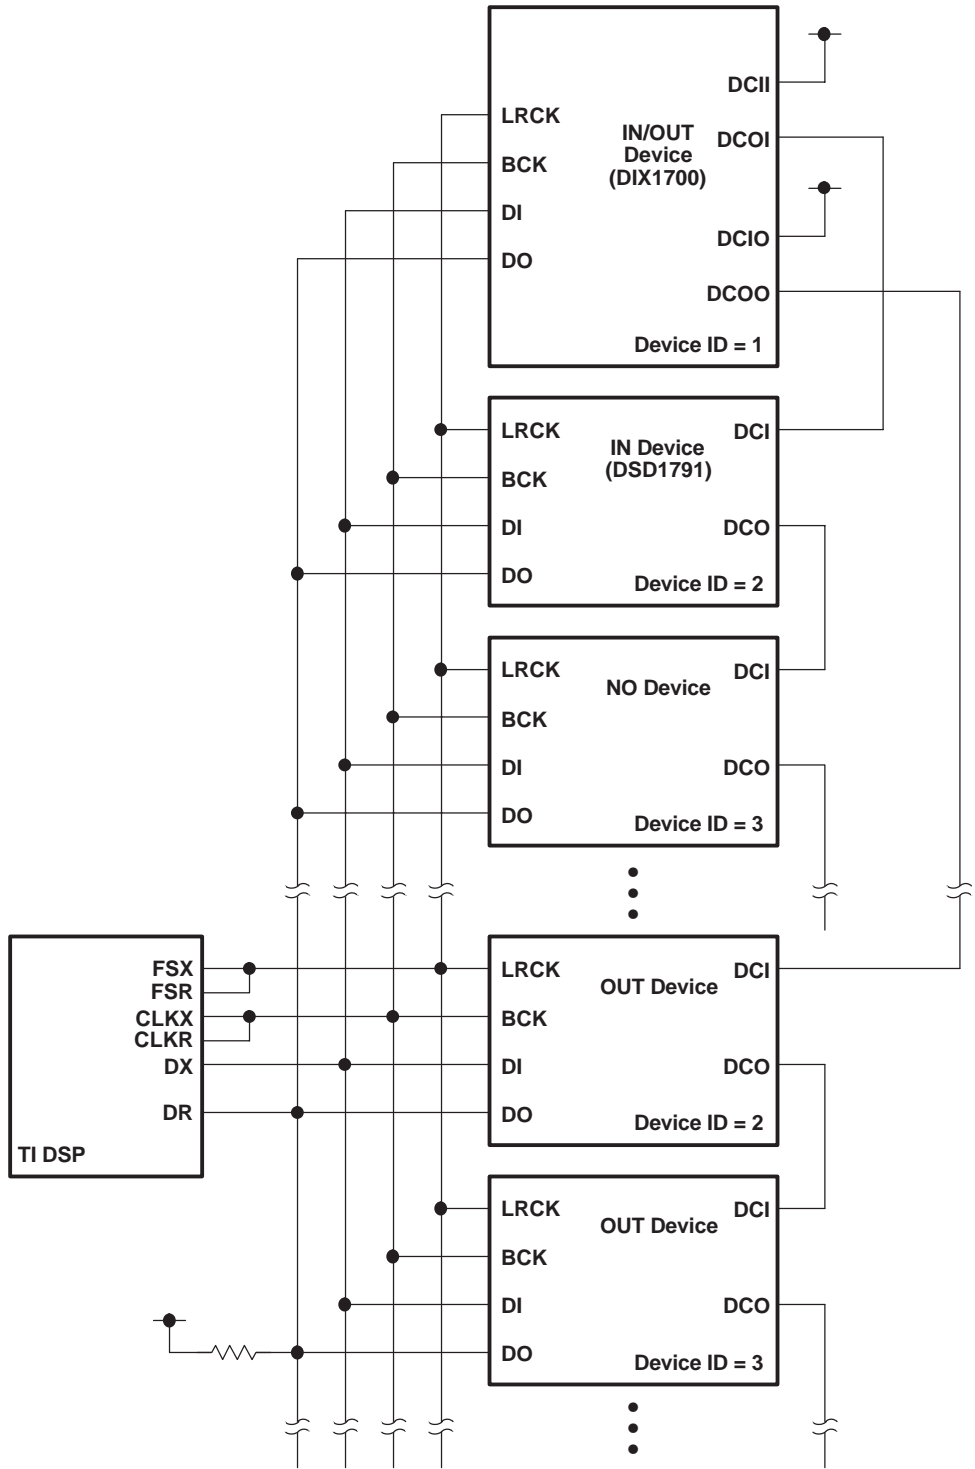 DCII
LRCK
IN/OUT
Device
(DIX1700)
DCOI
BCK
DI
DCIO
DO
DCOO
Device ID = 1
LRCK
IN Device
(DSD1791)
DCI
BCK
DI
DCO
DO
Device ID = 2
LRCK
NO Device
DCI
BCK
DI
DCO
DO
Device ID = 3
FSX
FSR
CLKX
CLKR
DX
DR
TI DSP
LRCK
OUT Device
DCI
BCK
DI
DCO
DO
Device ID = 2
LRCK
OUT Device
DCI
BCK
DI
DCO
DO
Device ID = 3